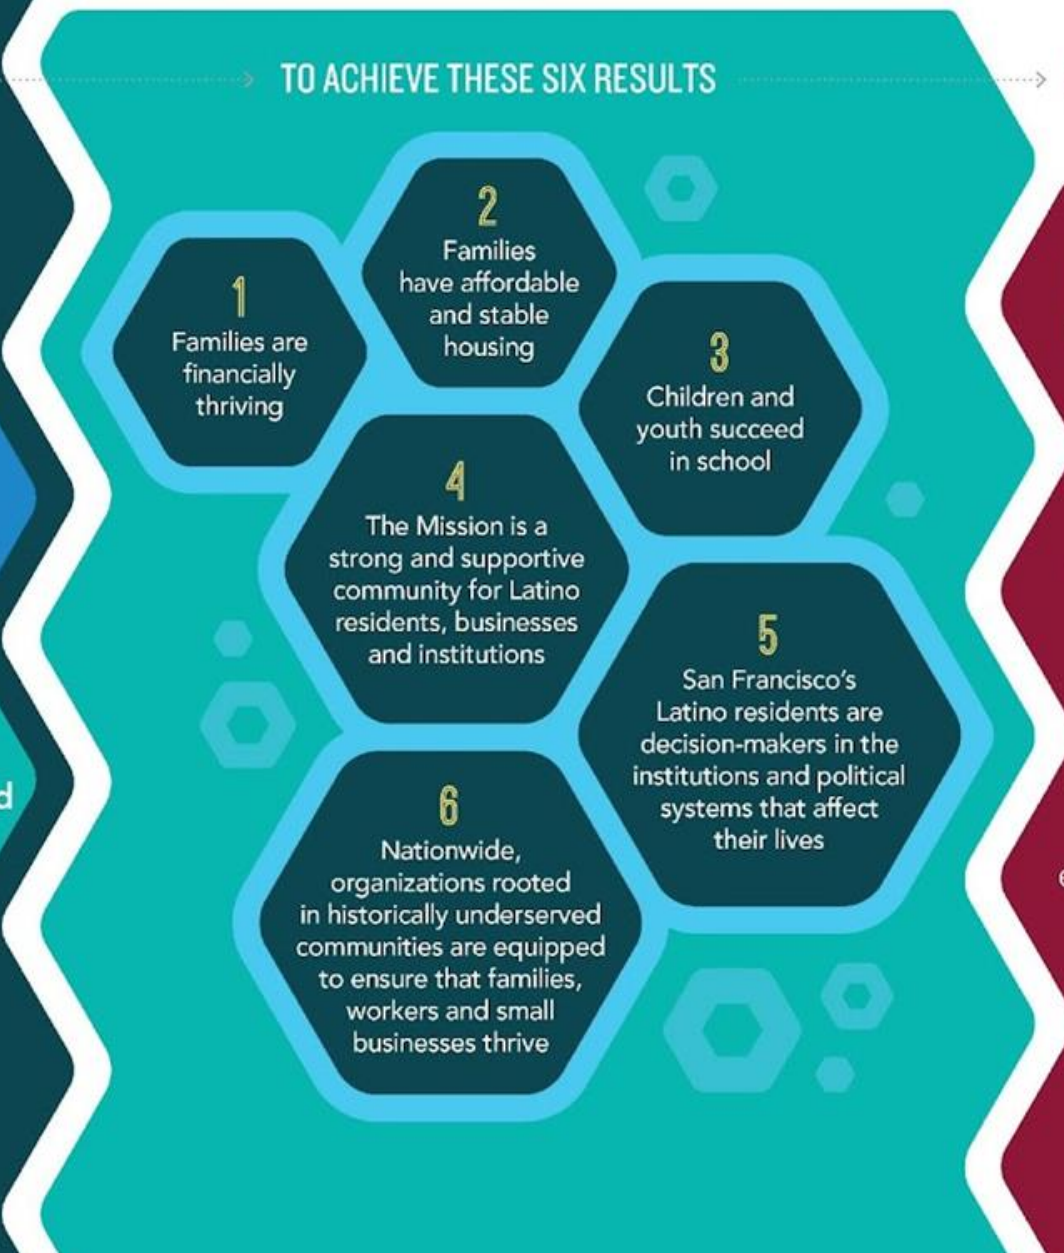 TO ACHIEVE THESE SIX RESULTS
1
Families are
financially
thriving
2
Families
have affordable
and stable
housing
3
Children and
youth succeed
in school
4
The Mission is a
strong and supportive
community for Latino
residents, businesses
and institutions
5
San Francisco's
Latino residents are
decision-makers in the
institutions and political
systems that affect
their lives
6
Nationwide,
organizations rooted
in historically underserved
communities are equipped
to ensure that families,
workers and small
businesses thrive